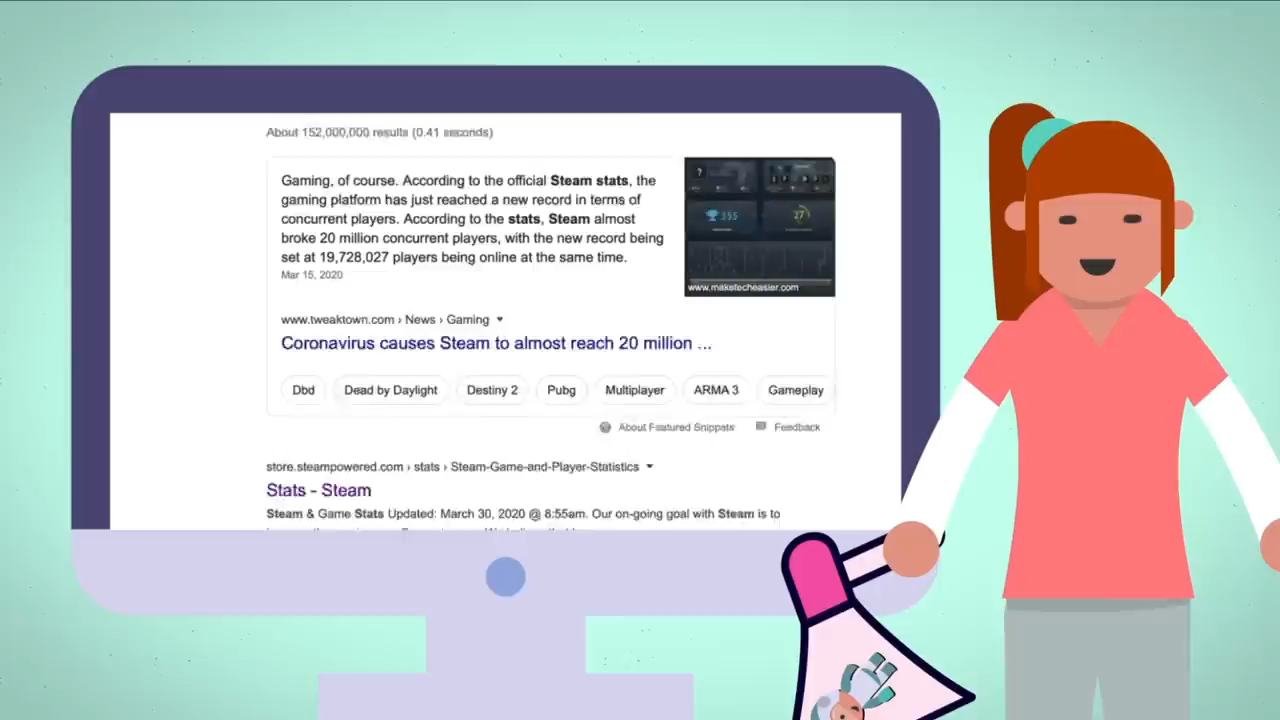 About 152,000,000 results (0.41 seconds)
Gaming, of course. According to the official Steam stats, the
gaming platform has just reached a new record in terms of
concurrent players. According to the stats, Steam almost
broke 20 million concurrent players, with the new record being
set at 19,728,027 players being online at the same time.
Mar 15, 2020
355
27
www.maketecheasier.com
www.tweaktown.com › News › Gaming
Coronavirus causes Steam to almost reach 20 million ...
Dbd Dead by Daylight Destiny 2 Pubg Multiplayer ARMA 3 Gameplay
About Featured Snippets Feedback
store.steampowered.com › stats › Steam-Game-and-Player-Statistics
Stats - Steam
Steam & Game Stats Updated: March 30, 2020 @ 8:55am. Our on-going goal with Steam is to